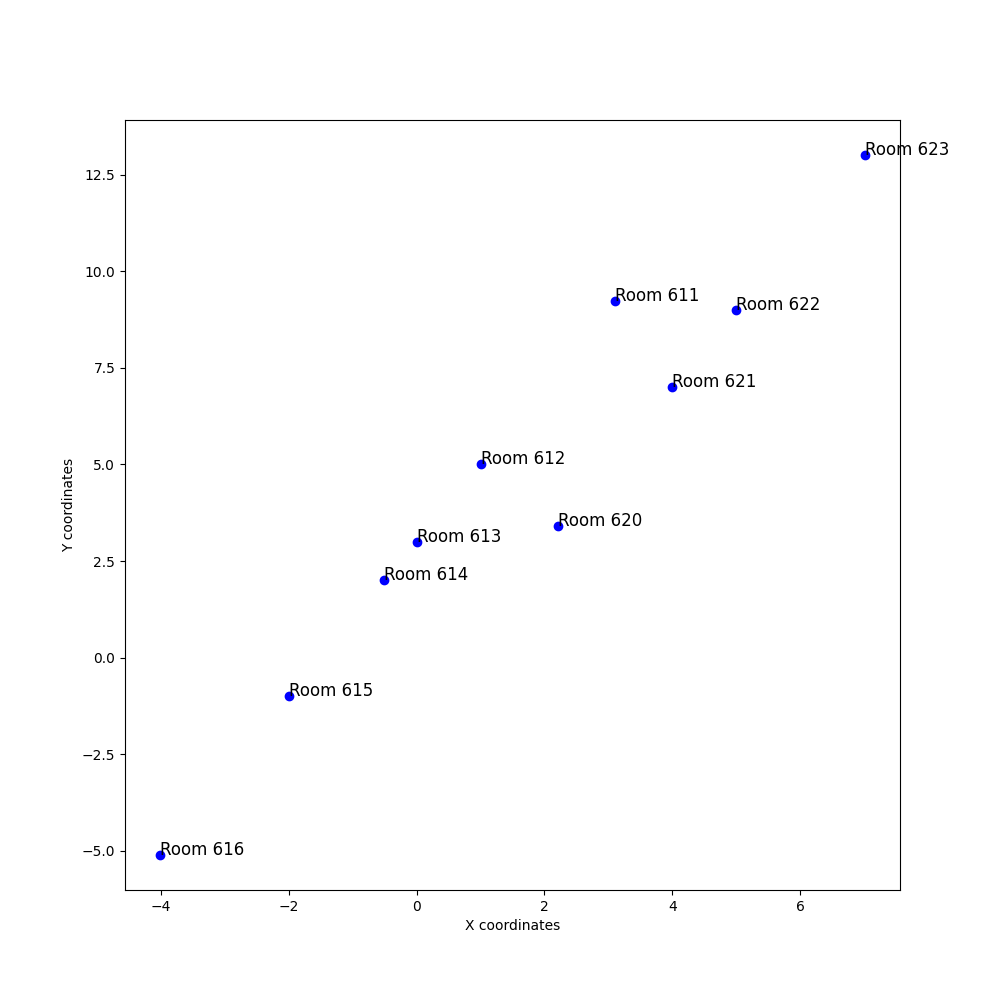 Room 623
12.5
10.0
Room 611
Room 622
7.5
Room 621
5.0
Room 612
Room 620
Room 613
2.5
Room 614
0.0
Room 615
−2.5
−5.0
Room 616
−4
−2
0
2
4
6
X coordinates
Y coordinates